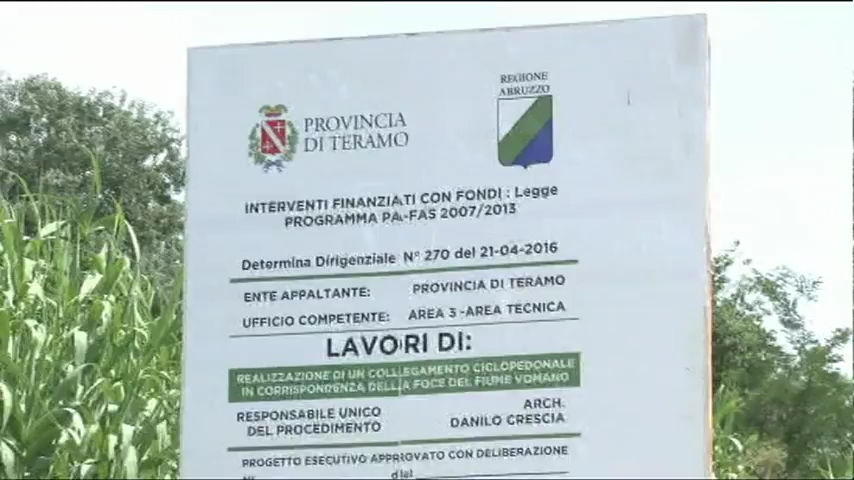 REGIONE
ABRUZZO
PROVINCIA
DI TERAMO
INTERVENTI FINANZIATI CON FONDI : Legge
PROGRAMMA PA-FAS 2007/2013
Determina Dirigenziale N° 270 del 21-04-2016
ENTE APPALTANTE: PROVINCIA DI TERAMO
UFFICIO COMPETENTE: AREA 3 -AREA TECNICA
LAVORI DI:
REALIZZAZIONE DI UN COLLEGAMENTO CICLOPEDONALE
IN CORRISPONDENZA DELLA FOCE DEL FIUME VOMANO
RESPONSABILE UNICO ARCH.
DEL PROCEDIMENTO DANILO CRESCIA
PROGETTO ESECUTIVO APPROVATO CON DELIBERAZIONE